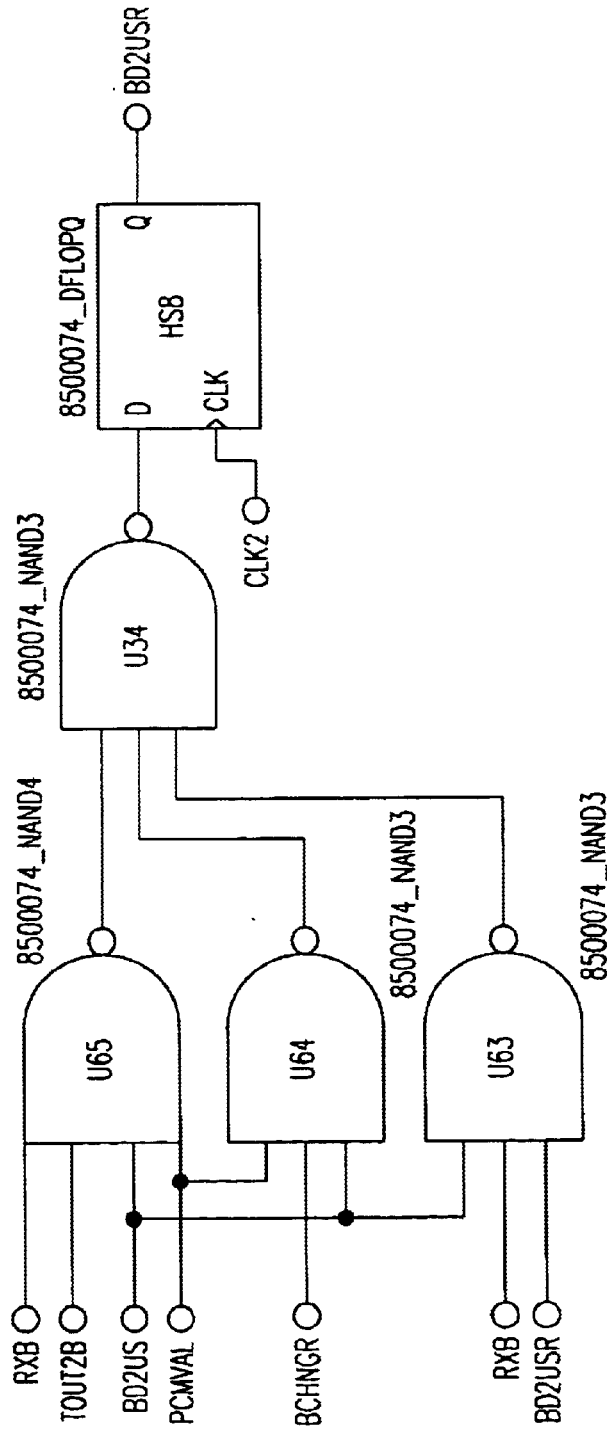 RXB
TOUT2B
BD2US
PCMVAL
BCHNGR
RXB
BD2USR
U65
8500074_NAND4
U64
8500074_NAND3
U63
8500074_NAND3
U34
8500074_NAND3
CLK2
8500074_DFLOPQ
D
Q
HSB
CLK
BD2USR